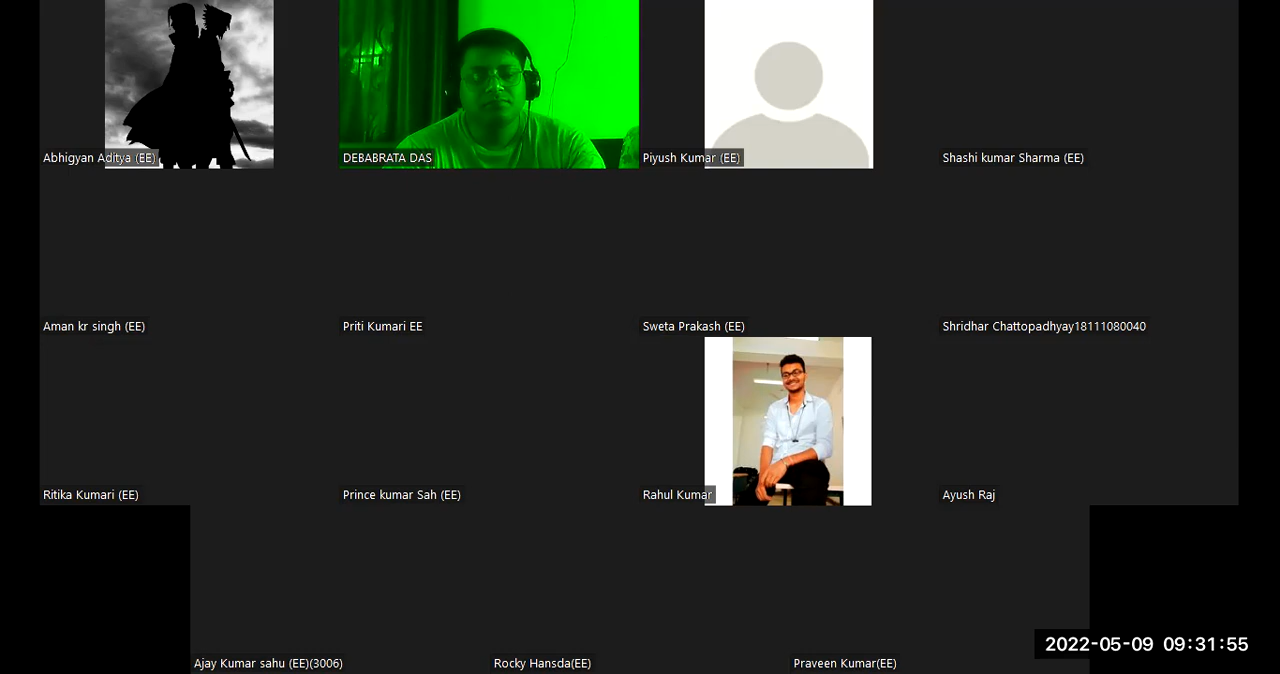 Abhigyan Aditya (EE)
DEBABRATA DAS
Piyush Kumar (EE)
Shashi kumar Sharma (EE)
Aman kr singh (EE)
Priti Kumari EE
Sweta Prakash (EE)
Shridhar Chattopadhyay18111080040
Ritika Kumari (EE)
Prince kumar Sah (EE)
Rahul Kumar
Ayush Raj
2022-05-09 09:31:55
Ajay Kumar sahu (EE)(3006)
Rocky Hansda(EE)
Praveen Kumar(EE)